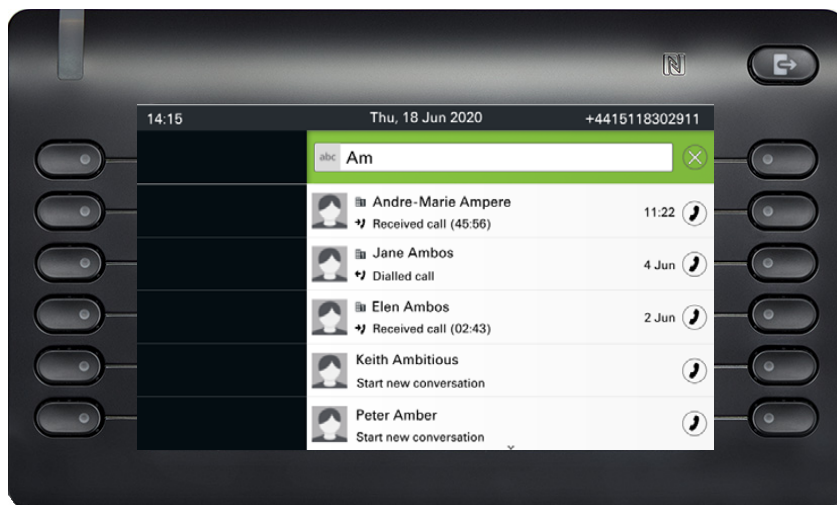 14:15 Thu, 18 Jun 2020 +4415118302911
abc Am
Andre-Marie Ampere
Received call (45:56) 11:22
Jane Ambos
Dialled call 4 Jun
Elen Ambos
Received call (02:43) 2 Jun
Keith Ambitious
Start new conversation
Peter Amber
Start new conversation